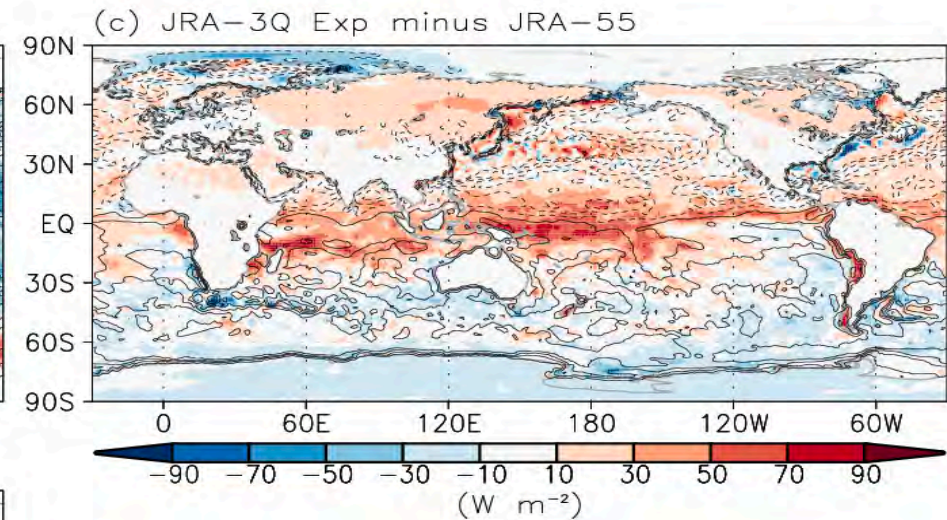 (c) JRA-3Q Exp minus JRA-55
90N
60N
30N
EQ
30S
60S
90S
0 60E 120E 180 120W 60W
-90 -70 -50 -30 -10 10 30 50 70 90
(W m⁻²)